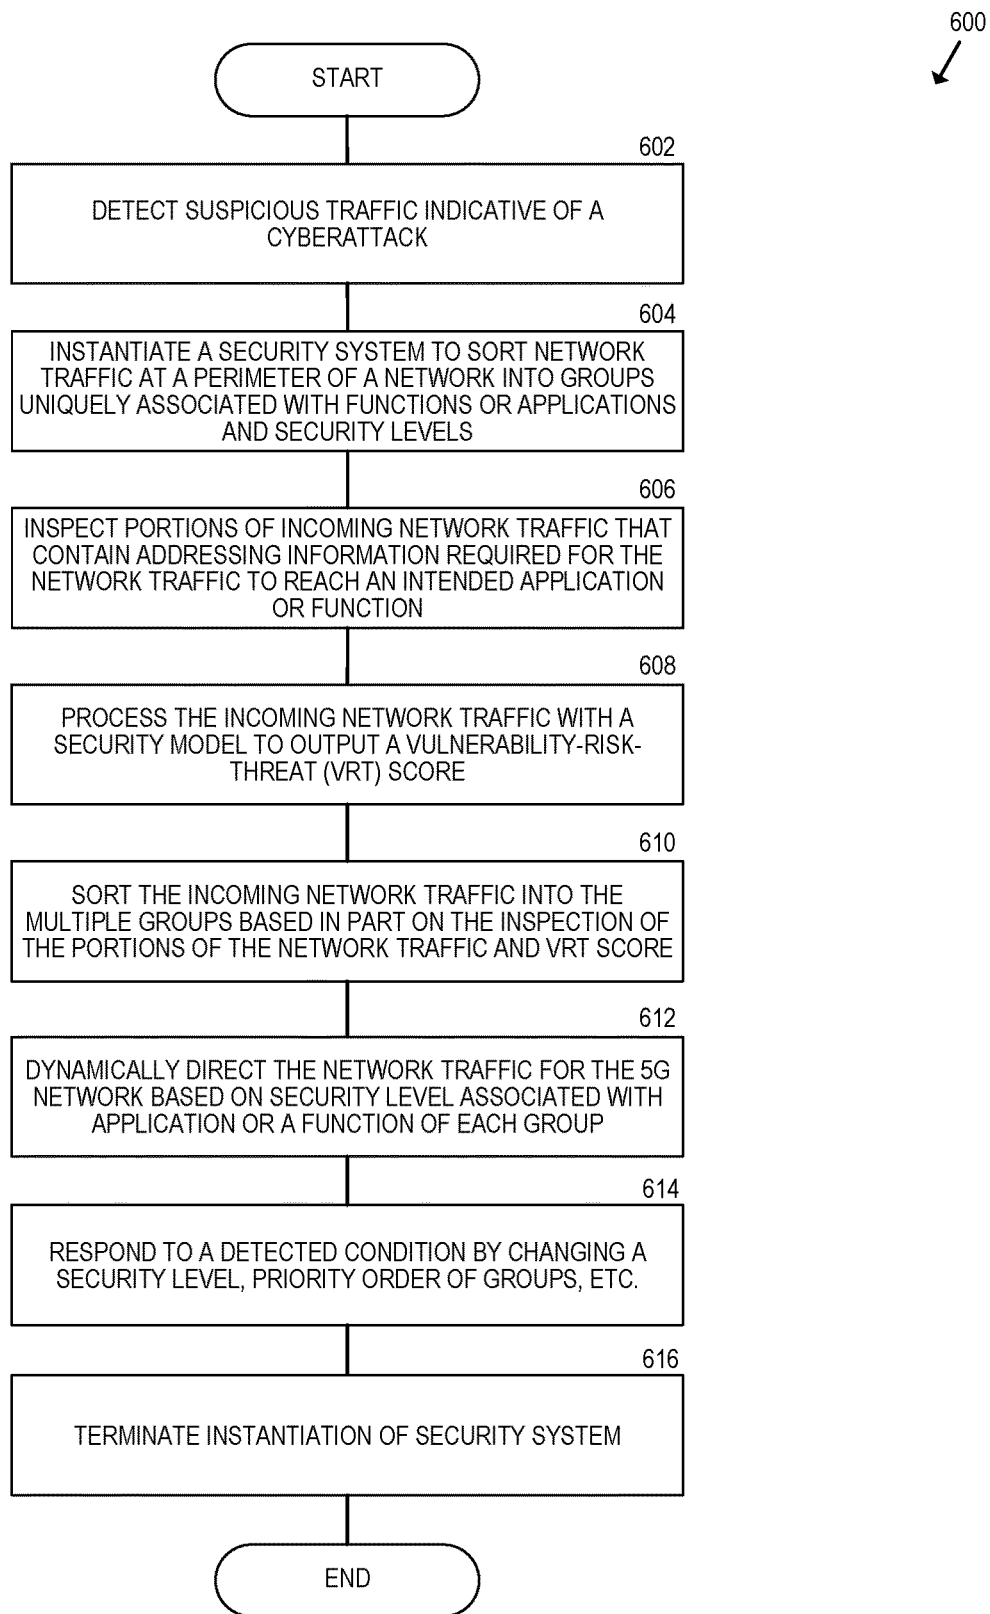 600
START
602
DETECT SUSPICIOUS TRAFFIC INDICATIVE OF A
CYBERATTACK
604
INSTANTIATE A SECURITY SYSTEM TO SORT NETWORK
TRAFFIC AT A PERIMETER OF A NETWORK INTO GROUPS
UNIQUELY ASSOCIATED WITH FUNCTIONS OR APPLICATIONS
AND SECURITY LEVELS
606
INSPECT PORTIONS OF INCOMING NETWORK TRAFFIC THAT
CONTAIN ADDRESSING INFORMATION REQUIRED FOR THE
NETWORK TRAFFIC TO REACH AN INTENDED APPLICATION
OR FUNCTION
608
PROCESS THE INCOMING NETWORK TRAFFIC WITH A
SECURITY MODEL TO OUTPUT A VULNERABILITY-RISK-
THREAT (VRT) SCORE
610
SORT THE INCOMING NETWORK TRAFFIC INTO THE
MULTIPLE GROUPS BASED IN PART ON THE INSPECTION OF
THE PORTIONS OF THE NETWORK TRAFFIC AND VRT SCORE
612
DYNAMICALLY DIRECT THE NETWORK TRAFFIC FOR THE 5G
NETWORK BASED ON SECURITY LEVEL ASSOCIATED WITH
APPLICATION OR A FUNCTION OF EACH GROUP
614
RESPOND TO A DETECTED CONDITION BY CHANGING A
SECURITY LEVEL, PRIORITY ORDER OF GROUPS, ETC.
616
TERMINATE INSTANTIATION OF SECURITY SYSTEM
END